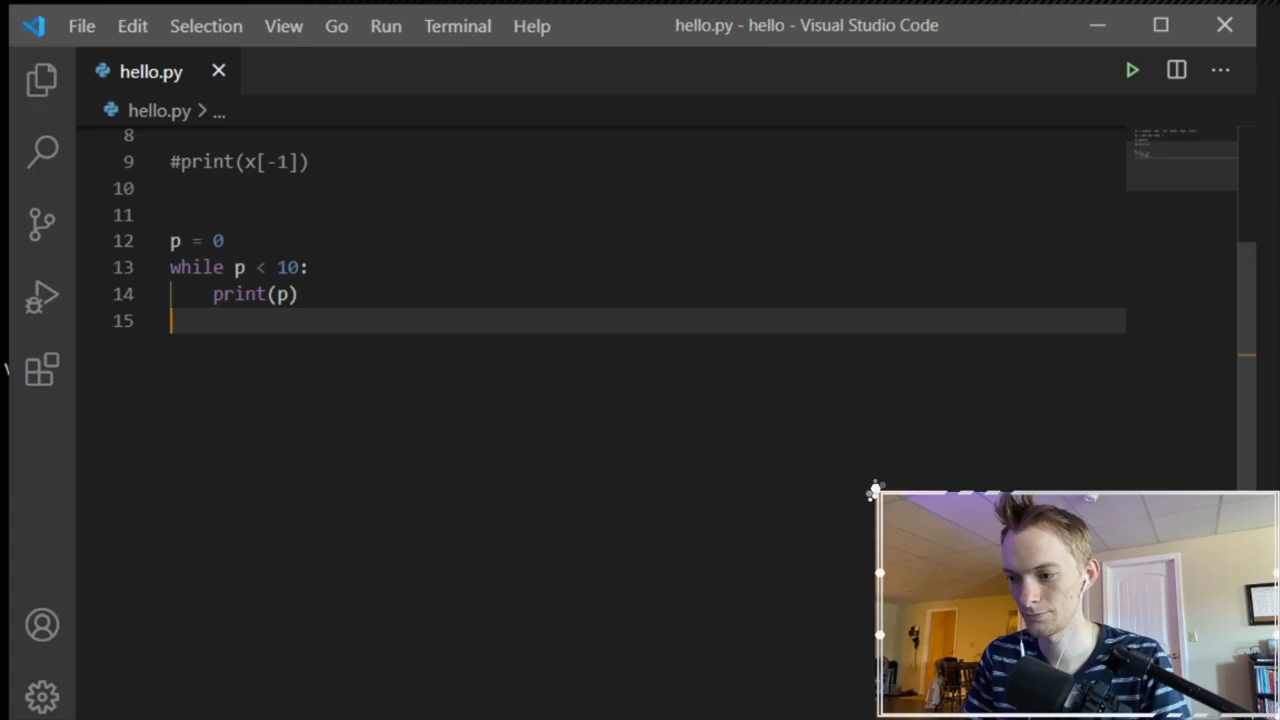 File Edit Selection View Go Run Terminal Help hello.py - hello - Visual Studio Code
hello.py
hello.py > ...
8
9 #print(x[-1])
10
11
12 p = 0
13 while p < 10:
14 print(p)
15